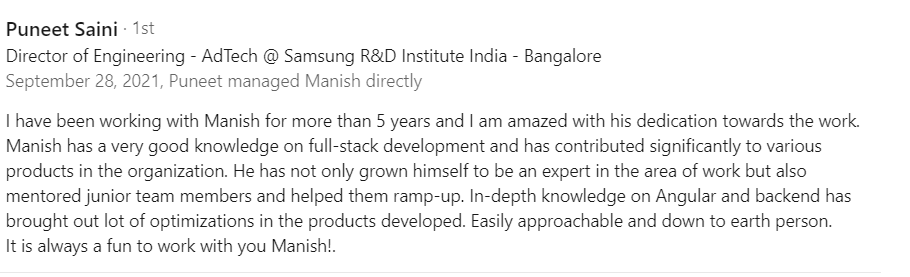 Puneet Saini · 1st
Director of Engineering - AdTech @ Samsung R&D Institute India - Bangalore
September 28, 2021, Puneet managed Manish directly
I have been working with Manish for more than 5 years and I am amazed with his dedication towards the work.
Manish has a very good knowledge on full-stack development and has contributed significantly to various
products in the organization. He has not only grown himself to be an expert in the area of work but also
mentored junior team members and helped them ramp-up. In-depth knowledge on Angular and backend has
brought out lot of optimizations in the products developed. Easily approachable and down to earth person.
It is always a fun to work with you Manish!.